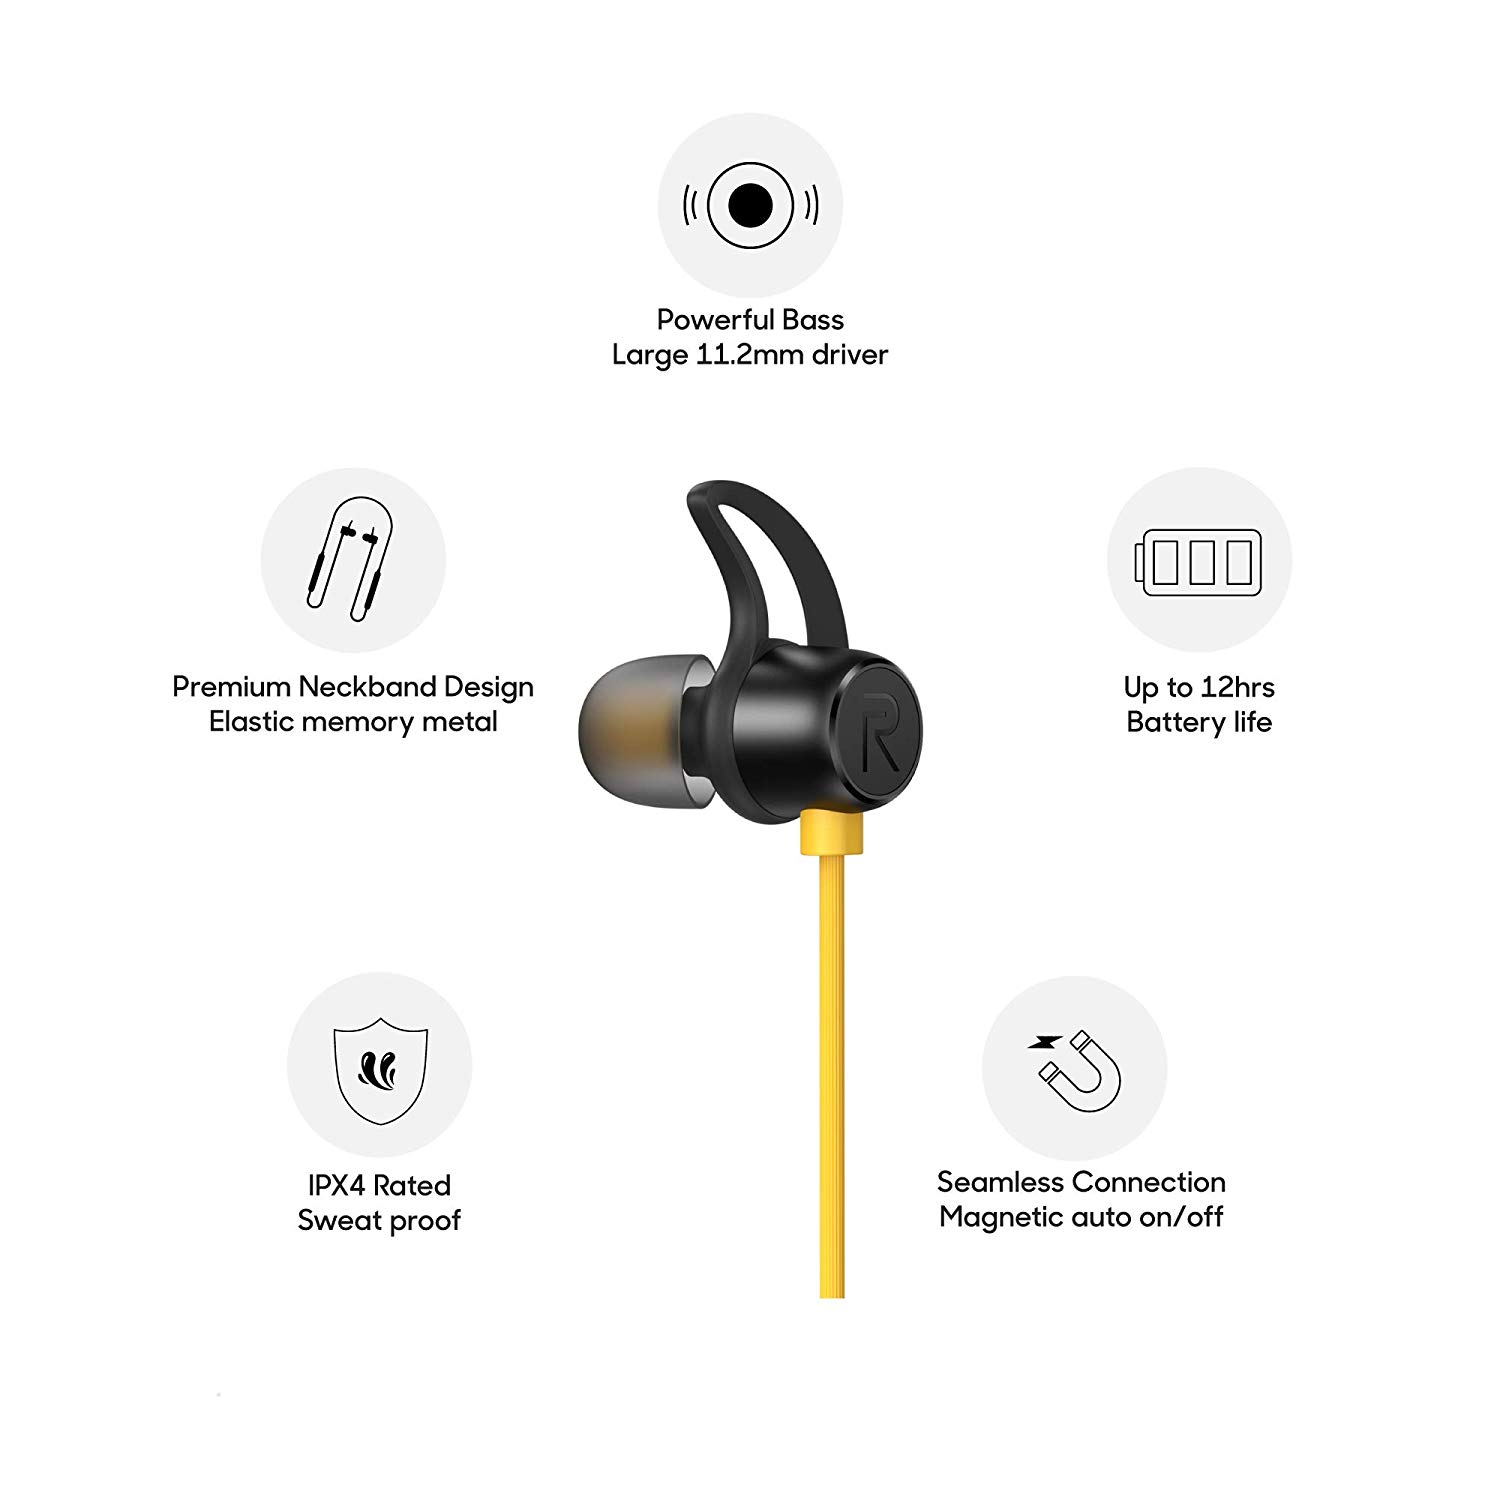 Powerful Bass
Large 11.2mm driver
Premium Neckband Design
Elastic memory metal
Up to 12hrs
Battery life
R
IPX4 Rated
Sweat proof
Seamless Connection
Magnetic auto on/off